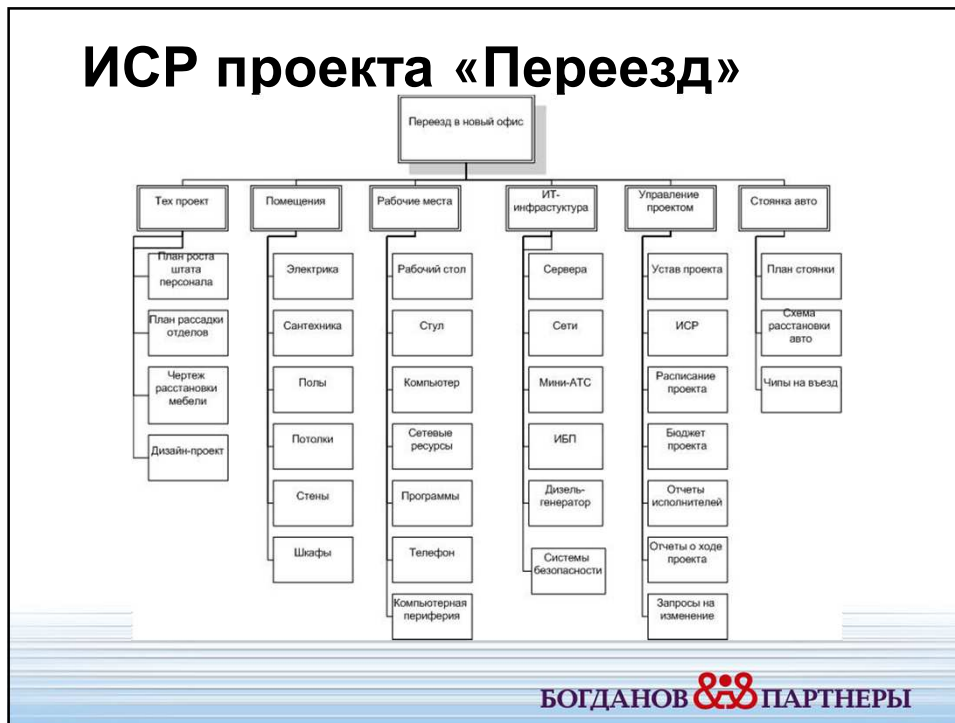 ИСР проекта «Переезд»
Переезд в новый офис
Тех проект
План роста
штата
персонала
План рассадки
отделов
Чертеж
расстановки
мебели
Дизайн-проект
Помещения
Электрика
Сантехника
Полы
Потолки
Стены
Шкафы
Рабочие места
Рабочий стол
Стул
Компьютер
Сетевые
ресурсы
Программы
Телефон
Компьютерная
периферия
ИТ-
инфрастуктура
Сервера
Сети
Мини-АТС
ИБП
Дизель-
генератор
Системы
безопасности
Управление
проектом
Устав проекта
ИСР
Расписание
проекта
Бюджет
проекта
Отчеты
исполнителей
Отчеты о ходе
проекта
Запросы на
изменение
Стоянка авто
План стоянки
Схема
расстановки
авто
Чипы на въезд
БОГДАНОВ ПАРТНЕРЫ